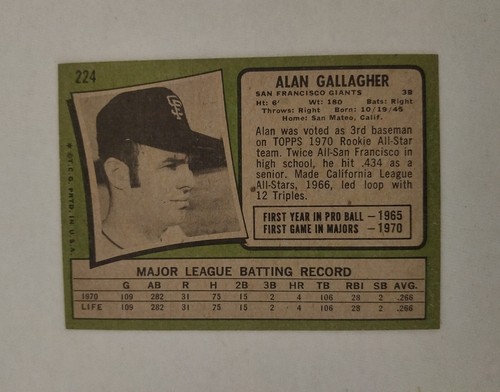 224
ALAN GALLAGHER
SAN FRANCISCO GIANTS 3B
Ht: 6' Wt: 180 Bats: Right
Throws: Right Born: 10/19/45
Home: San Mateo, Calif.
Alan was voted as 3rd baseman
on TOPPS 1970 Rookie All-Star
team. Twice All-San Francisco in
high school, he hit .434 as a
senior. Made California League
All-Stars, 1966, led loop with
12 Triples.
FIRST YEAR IN PRO BALL – 1965
FIRST GAME IN MAJORS – 1970
SF
© T.C.G. PRTD. IN U.S.A.
MAJOR LEAGUE BATTING RECORD
G AB R H 2B 3B HR TB RBI SB AVG.
1970 109 282 31 75 15 2 4 106 28 2 .266
LIFE 109 282 31 75 15 2 4 106 28 2 .266